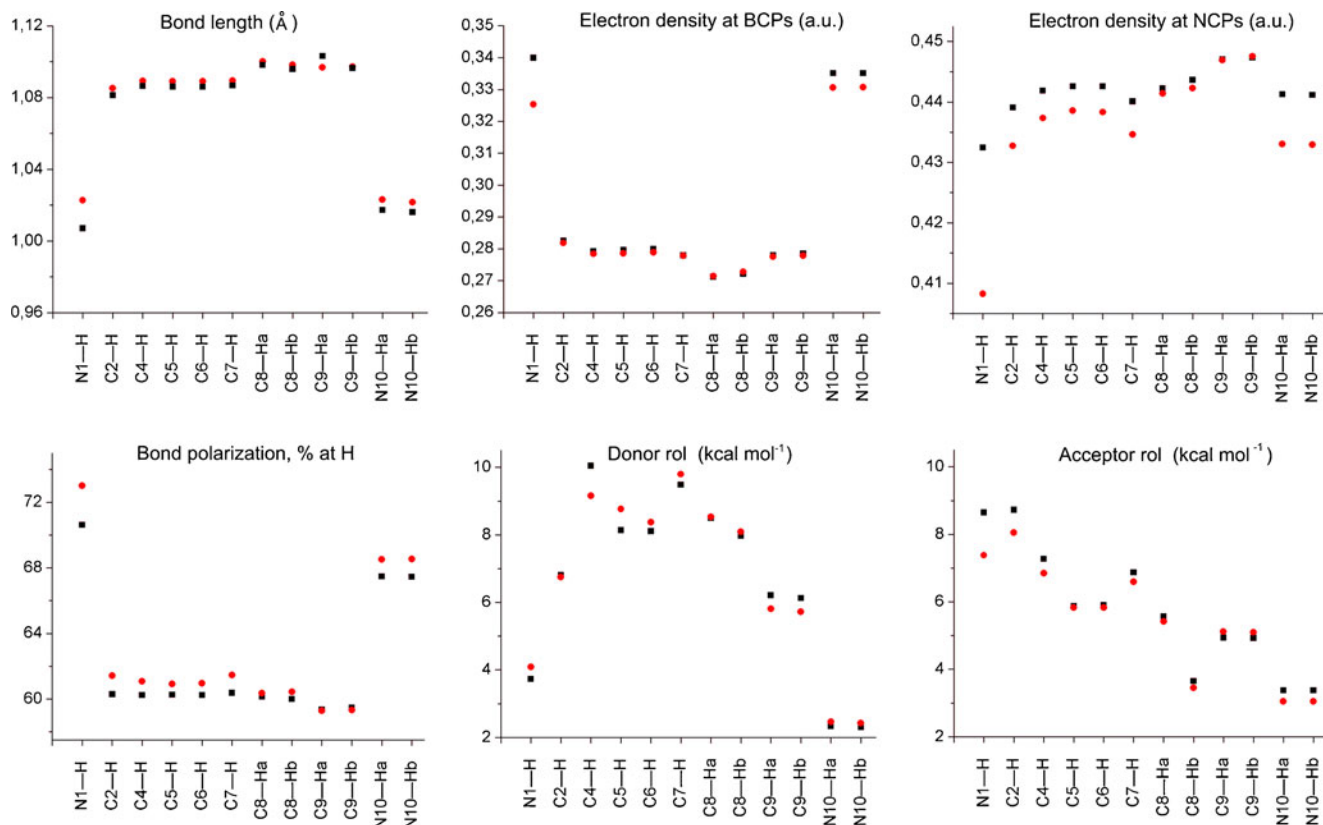 Bond length (Å)
1,12
1,08
1,04
1,00
0,96
N1—H
C2—H
C4—H
C5—H
C6—H
C7—H
C8—Ha
C8—Hb
C9—Ha
C9—Hb
N10—Ha
N10—Hb
Electron density at BCPs (a.u.)
0,35
0,34
0,33
0,32
0,31
0,30
0,29
0,28
0,27
0,26
N1—H
C2—H
C4—H
C5—H
C6—H
C7—H
C8—Ha
C8—Hb
C9—Ha
C9—Hb
N10—Ha
N10—Hb
Electron density at NCPs (a.u.)
0,45
0,44
0,43
0,42
0,41
N1—H
C2—H
C4—H
C5—H
C6—H
C7—H
C8—Ha
C8—Hb
C9—Ha
C9—Hb
N10—Ha
N10—Hb
Bond polarization, % at H
72
68
64
60
N1—H
C2—H
C4—H
C5—H
C6—H
C7—H
C8—Ha
C8—Hb
C9—Ha
C9—Hb
N10—Ha
N10—Hb
Donor rol (kcal mol⁻¹)
10
8
6
4
2
N1—H
C2—H
C4—H
C5—H
C6—H
C7—H
C8—Ha
C8—Hb
C9—Ha
C9—Hb
N10—Ha
N10—Hb
Acceptor rol (kcal mol⁻¹)
10
8
6
4
2
N1—H
C2—H
C4—H
C5—H
C6—H
C7—H
C8—Ha
C8—Hb
C9—Ha
C9—Hb
N10—Ha
N10—Hb